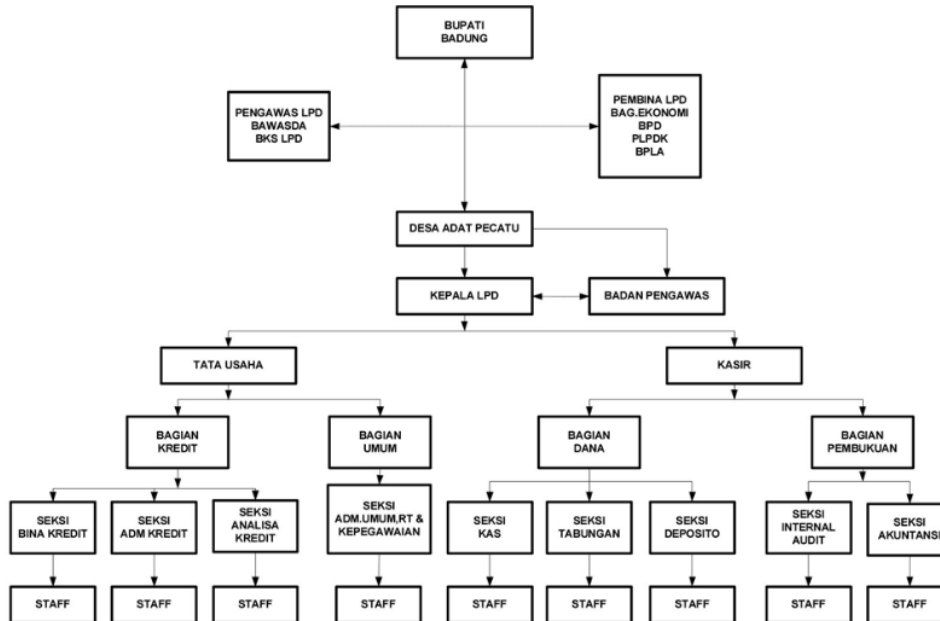 BUPATI
BADUNG
PENGAWAS LPD
BAWASDA
BKS LPD
PEMBINA LPD
BAG.EKONOMI
BPD
PLPDK
BPLA
DESA ADAT PECATU
KEPALA LPD
BADAN PENGAWAS
TATA USAHA
KASIR
BAGIAN
KREDIT
BAGIAN
UMUM
BAGIAN
DANA
BAGIAN
PEMBUKUAN
SEKSI
BINA KREDIT
SEKSI
ADM KREDIT
SEKSI
ANALISA
KREDIT
SEKSI
ADM.UMUM,RT &
KEPEGAWAIAN
SEKSI
KAS
SEKSI
TABUNGAN
SEKSI
DEPOSITO
SEKSI
INTERNAL
AUDIT
SEKSI
AKUNTANSI
STAFF
STAFF
STAFF
STAFF
STAFF
STAFF
STAFF
STAFF
STAFF